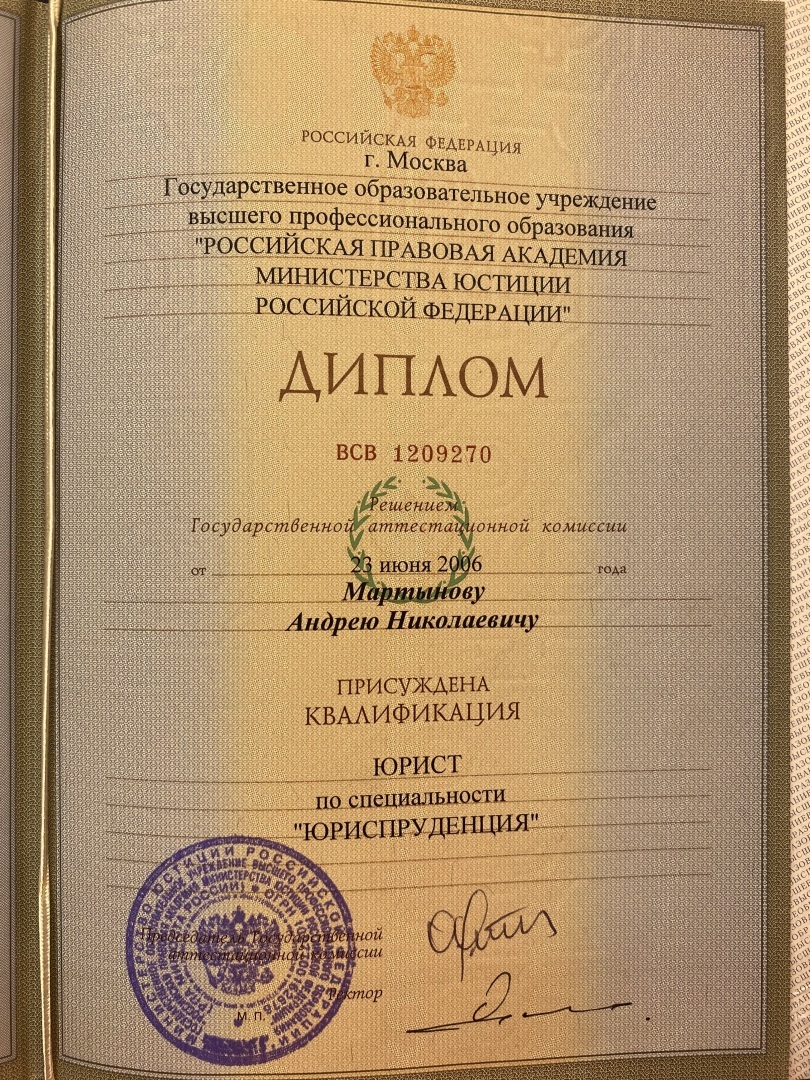 РОССИЙСКАЯ ФЕДЕРАЦИЯ
г. Москва
Государственное образовательное учреждение
высшего профессионального образования
"РОССИЙСКАЯ ПРАВОВАЯ АКАДЕМИЯ
МИНИСТЕРСТВА ЮСТИЦИИ
РОССИЙСКОЙ ФЕДЕРАЦИИ"
ДИПЛОМ
ВСВ 1209270
Решением
Государственной аттестационной комиссии
от 23 июня 2006 года
Мартынову
Андрею Николаевичу
ПРИСУЖДЕНА
КВАЛИФИКАЦИЯ
ЮРИСТ
по специальности
"ЮРИСПРУДЕНЦИЯ"
Председатель Государственной
аттестационной комиссии
Ректор
М. П.